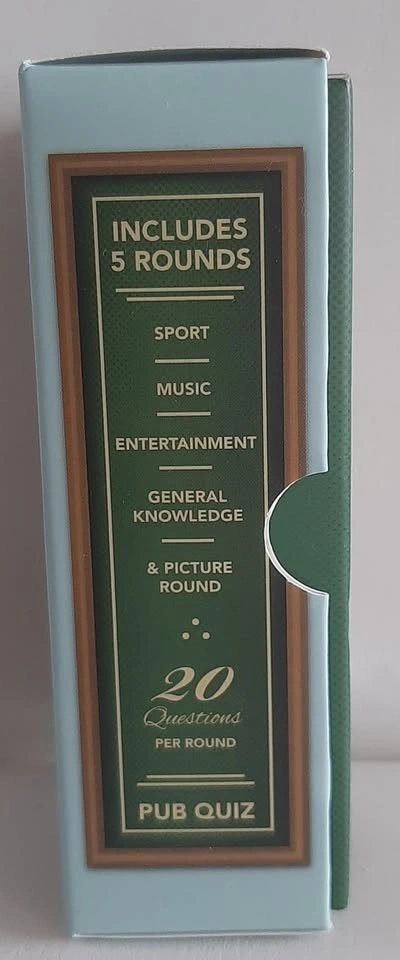 INCLUDES
5 ROUNDS
SPORT
MUSIC
ENTERTAINMENT
GENERAL
KNOWLEDGE
& PICTURE
ROUND
20
Questions
PER ROUND
PUB QUIZ